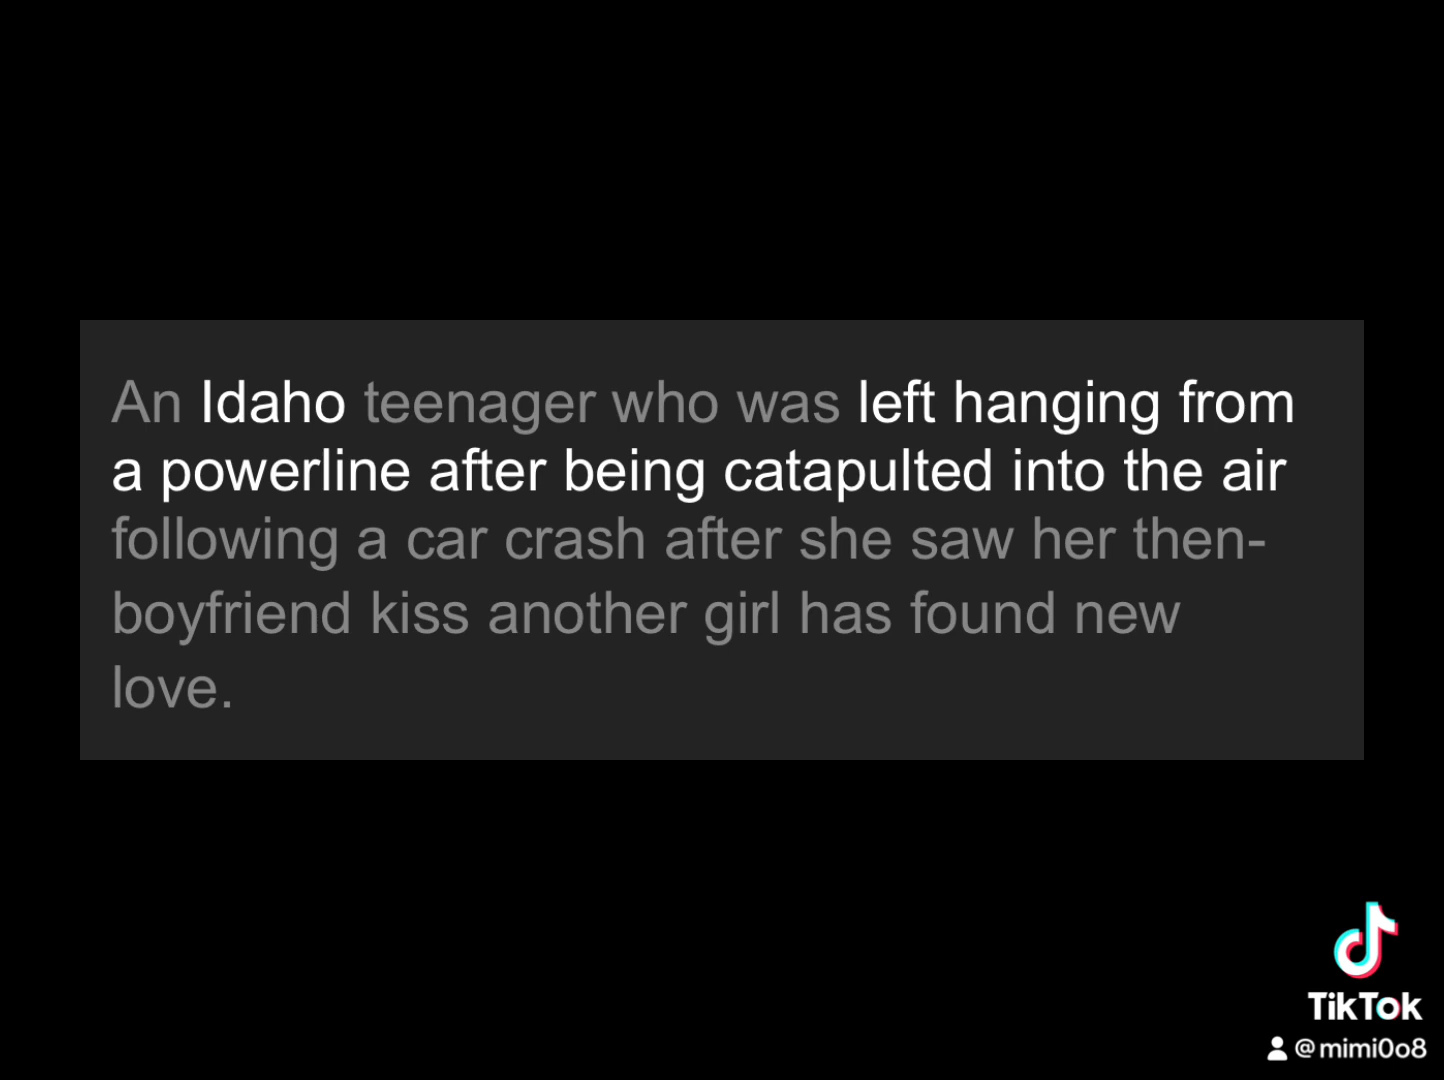 An Idaho teenager who was left hanging from
a powerline after being catapulted into the air
following a car crash after she saw her then-
boyfriend kiss another girl has found new
love.
TikTok
@mimi0o8